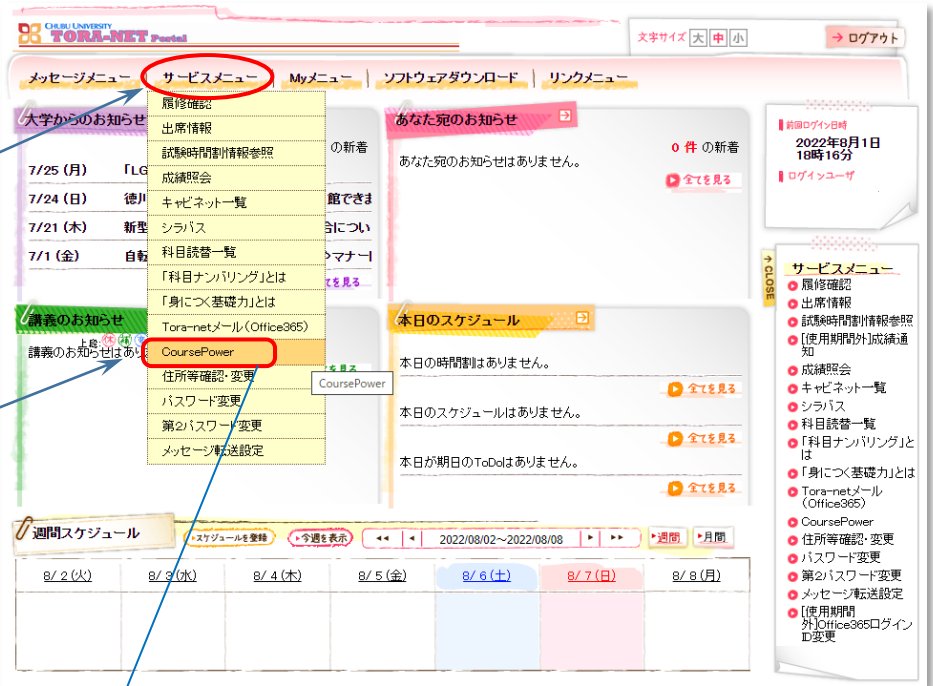 CHUBU UNIVERSITY
TORA-NET Portal
文字サイズ 大 中 小
ログアウト
メッセージメニュー
サービスメニュー
Myメニュー
ソフトウェアダウンロード
リンクメニュー
履修確認
出席情報
試験時間割情報参照
成績照会
キャビネット一覧
シラバス
科目読替一覧
「科目ナンバリング」とは
「身につく基礎力」とは
Tora-netメール(Office365)
CoursePower
住所等確認・変更
パスワード変更
第2パスワード変更
メッセージ転送設定
CoursePower
大学からのお知らせ
の新着
7/25 (月) 「LG
7/24 (日) 徳川 館できま
7/21 (木) 新型 合につい
7/1 (金) 自転 マナー
てを見る
あなた宛のお知らせ
0 件 の新着
あなた宛のお知らせはありません。
全てを見る
前回ログイン日時
2022年8月1日
18時16分
ログインユーザ
講義のお知らせ
講義のお知らせはあり
を見る
本日のスケジュール
本日の時間割はありません。
全てを見る
本日のスケジュールはありません。
全てを見る
本日が期日のToDoはありません。
全てを見る
CLOSE
サービスメニュー
履修確認
出席情報
試験時間割情報参照
[使用期間外]成績通
知
成績照会
キャビネット一覧
シラバス
科目読替一覧
「科目ナンバリング」と
は
「身につく基礎力」とは
Tora-netメール
(Office365)
CoursePower
住所等確認・変更
パスワード変更
第2パスワード変更
メッセージ転送設定
[使用期間
外]Office365ログイン
ID変更
週間スケジュール
スケジュールを登録
今週を表示
2022/08/02~2022/08/08
週間
月間
8/ 2 (火) 8/ 3 (水) 8/ 4 (木) 8/ 5 (金) 8/ 6 (土) 8/ 7 (日) 8/ 8 (月)